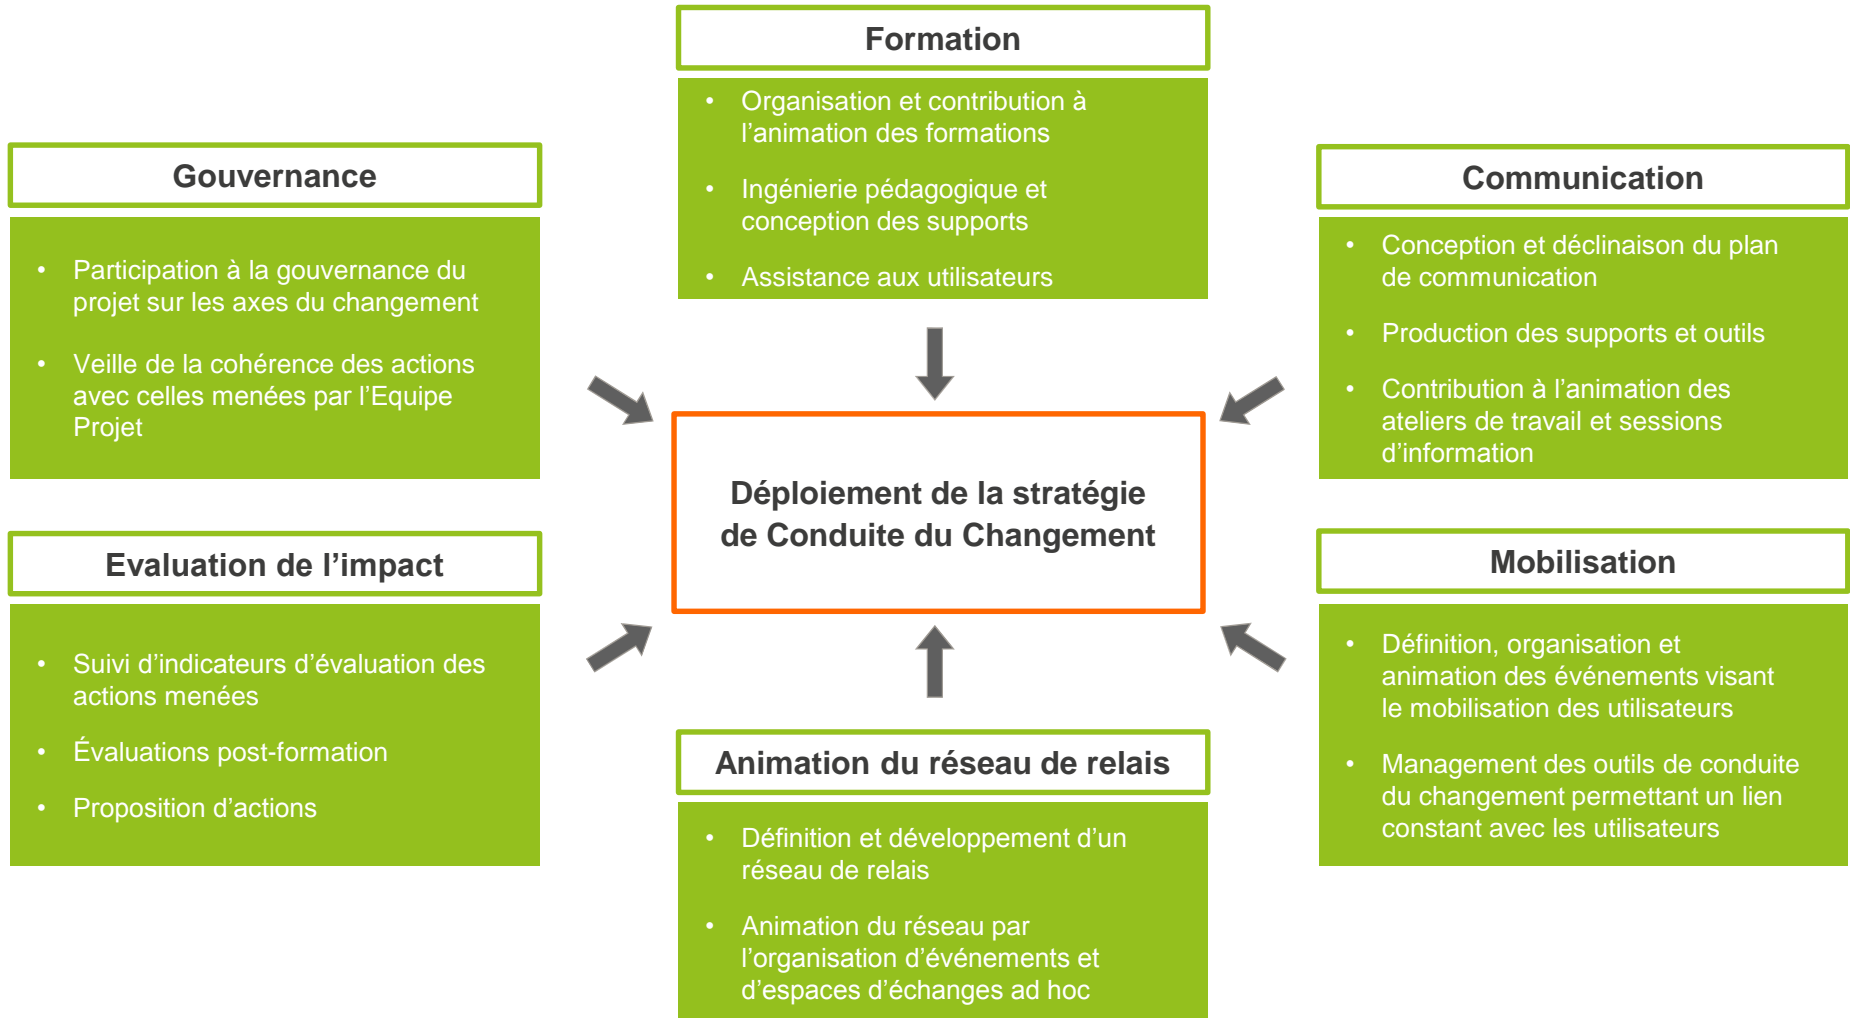 Formation
• Organisation et contribution à
l’animation des formations
• Ingénierie pédagogique et
conception des supports
• Assistance aux utilisateurs
Gouvernance
• Participation à la gouvernance du
projet sur les axes du changement
• Veille de la cohérence des actions
avec celles menées par l’Equipe
Projet
Communication
• Conception et déclinaison du plan
de communication
• Production des supports et outils
• Contribution à l’animation des
ateliers de travail et sessions
d’information
Déploiement de la stratégie
de Conduite du Changement
Evaluation de l’impact
• Suivi d’indicateurs d’évaluation des
actions menées
• Évaluations post-formation
• Proposition d’actions
Mobilisation
• Définition, organisation et
animation des événements visant
le mobilisation des utilisateurs
• Management des outils de conduite
du changement permettant un lien
constant avec les utilisateurs
Animation du réseau de relais
• Définition et développement d’un
réseau de relais
• Animation du réseau par
l’organisation d’événements et
d’espaces d’échanges ad hoc